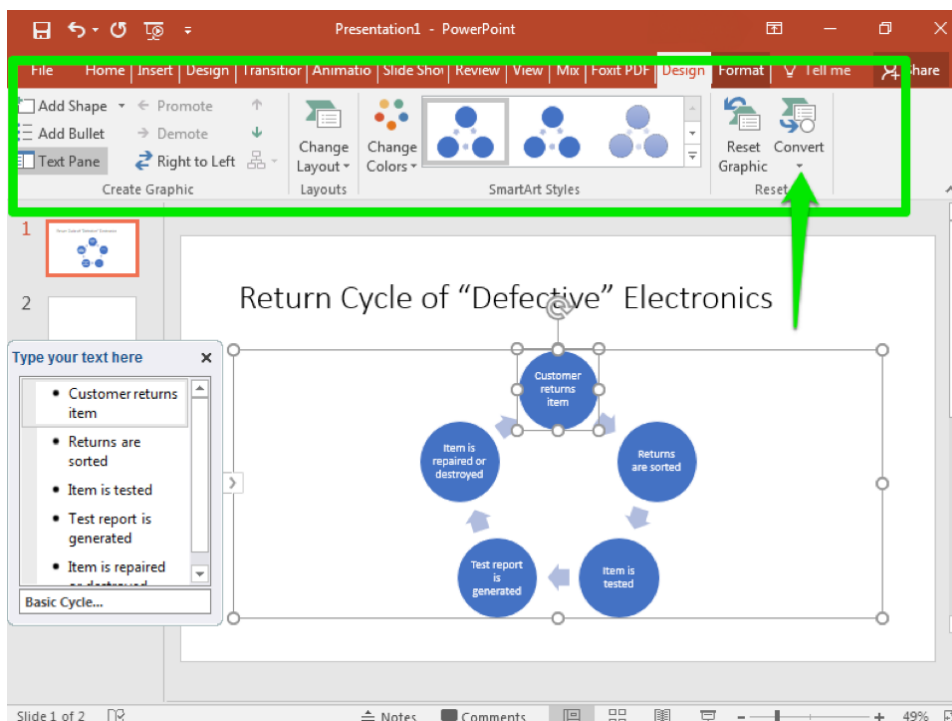 Presentation1 - PowerPoint
File Home Insert Design Transitior Animatio Slide Shov Review View Mix Foxit PDF Design Format Tell me Share
Add Shape Promote
Add Bullet Demote
Text Pane Right to Left
Change Layout
Change Colors
Reset Graphic
Convert
Create Graphic Layouts SmartArt Styles Reset
1
2
Return Cycle of “Defective” Electronics
Type your text here
Customer returns
item
Returns are
sorted
Item is tested
Test report is
generated
Item is repaired
or destroyed
Basic Cycle...
Customer
returns
item
Returns
are sorted
Item is
tested
Test report
is
generated
Item is
repaired or
destroyed
Slide 1 of 2 Notes Comments 49%